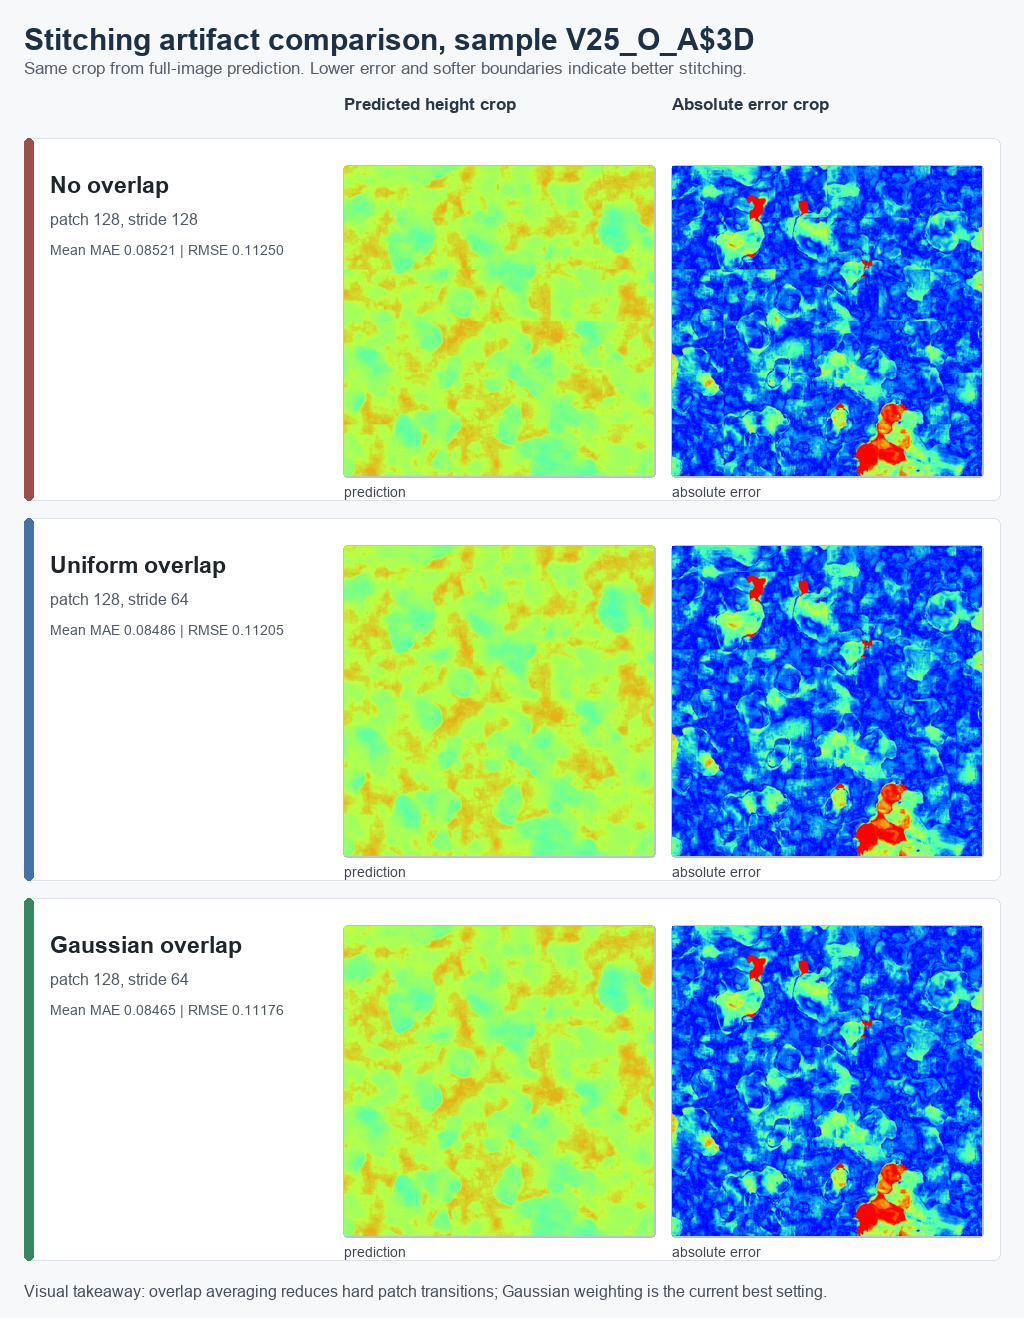 Stitching artifact comparison, sample V25_O_A$3D
Same crop from full-image prediction. Lower error and softer boundaries indicate better stitching.
Predicted height crop
Absolute error crop
No overlap
patch 128, stride 128
Mean MAE 0.08521 | RMSE 0.11250
prediction
absolute error
Uniform overlap
patch 128, stride 64
Mean MAE 0.08486 | RMSE 0.11205
prediction
absolute error
Gaussian overlap
patch 128, stride 64
Mean MAE 0.08465 | RMSE 0.11176
prediction
absolute error
Visual takeaway: overlap averaging reduces hard patch transitions; Gaussian weighting is the current best setting.